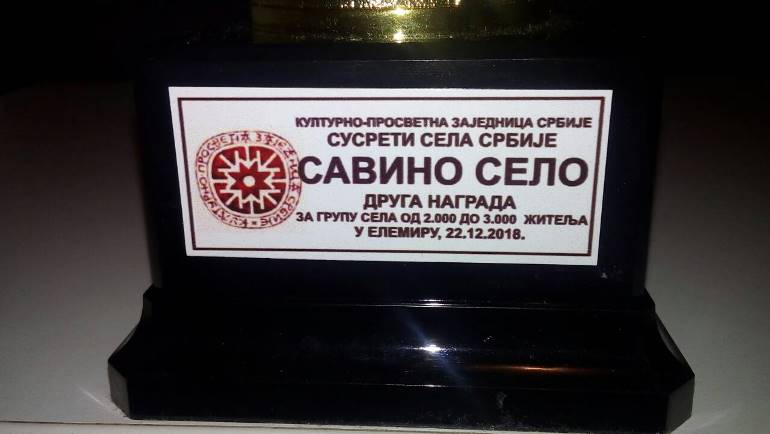 КУЛТУРНО-ПРОСВЕТНА ЗАЈЕДНИЦА СРБИЈЕ
СУСРЕТИ СЕЛА СРБИЈЕ
САВИНО СЕЛО
ДРУГА НАГРАДА
ЗА ГРУПУ СЕЛА ОД 2.000 ДО 3.000 ЖИТЕЉА
У ЕЛЕМИРУ, 22.12.2018.